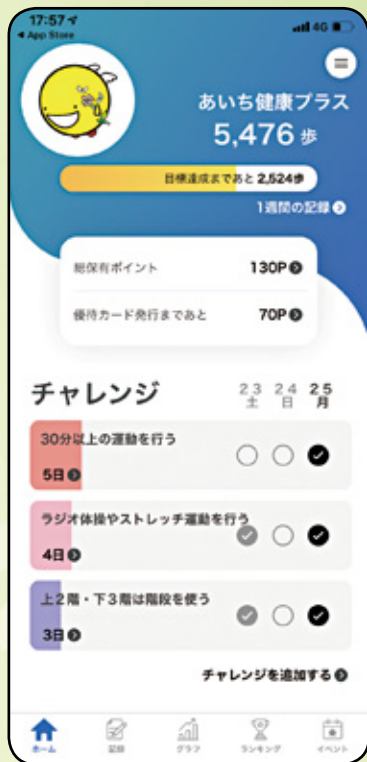 17:57
4G
◀ App Store
あいち健康プラス
5,476 歩
目標達成まであと 2,524歩
1週間の記録
総保有ポイント 130P
優待カード発行まであと 70P
チャレンジ
23 24 25
土 日 月
30分以上の運動を行う
5日
ラジオ体操やストレッチ運動を行う
4日
上2階・下3階は階段を使う
3日
チャレンジを追加する
ホーム 記録 グラフ ランキング イベント